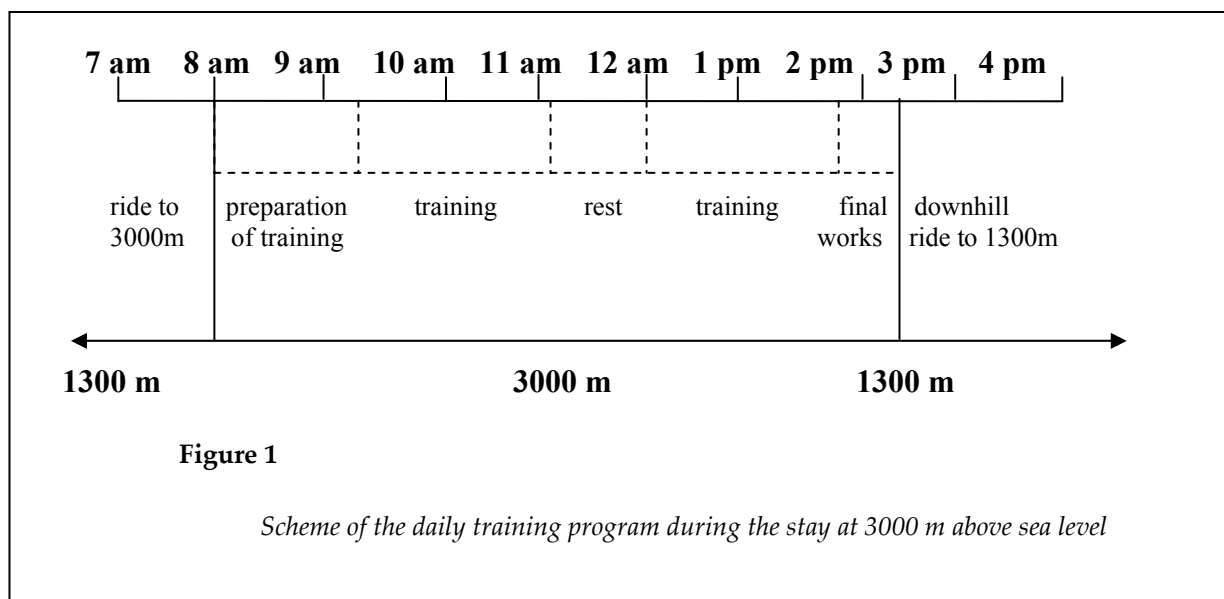 7 am 8 am 9 am 10 am 11 am 12 am 1 pm 2 pm 3 pm 4 pm
ride to preparation training rest training final downhill
3000m of training works ride to 1300m
1300 m 3000 m 1300 m
Figure 1
Scheme of the daily training program during the stay at 3000 m above sea level